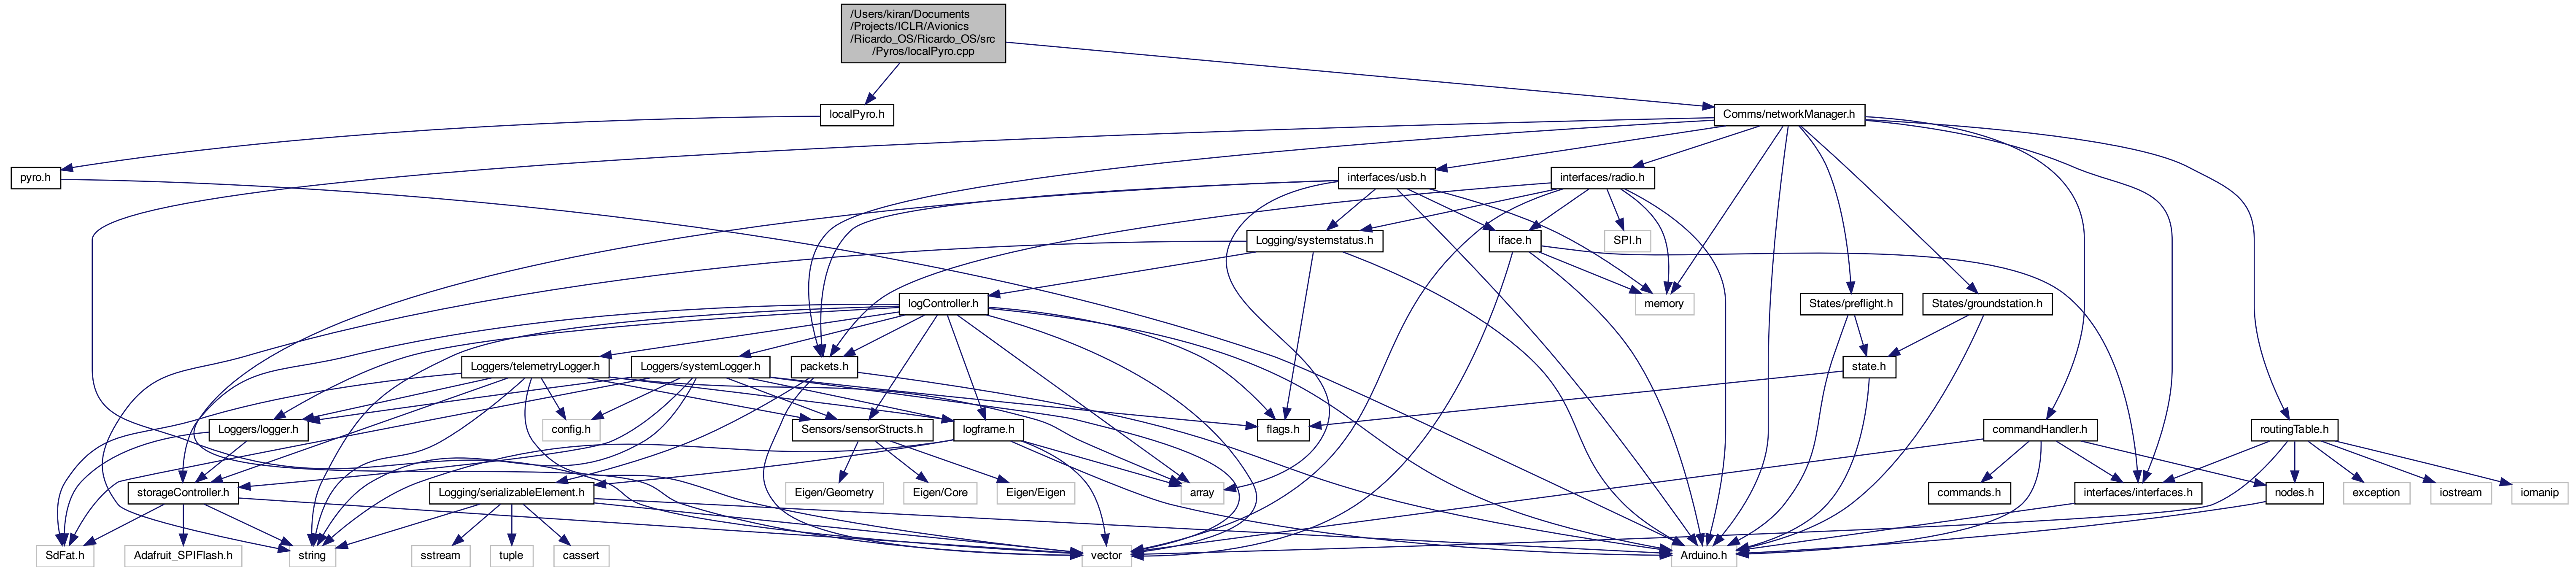 /Users/kiran/Documents
/Projects/ICLR/Avionics
/Ricardo_OS/Ricardo_OS/src
/Pyros/localPyro.cpp
localPyro.h
Comms/networkManager.h
pyro.h
interfaces/usb.h
interfaces/radio.h
Logging/systemstatus.h
iface.h
SPI.h
logController.h
memory
States/preflight.h
States/groundstation.h
Loggers/telemetryLogger.h
Loggers/systemLogger.h
packets.h
state.h
Loggers/logger.h
config.h
Sensors/sensorStructs.h
logframe.h
flags.h
commandHandler.h
routingTable.h
storageController.h
Logging/serializableElement.h
Eigen/Geometry
Eigen/Core
Eigen/Eigen
array
commands.h
interfaces/interfaces.h
nodes.h
exception
iostream
iomanip
SdFat.h
Adafruit_SPIFlash.h
string
sstream
tuple
cassert
vector
Arduino.h